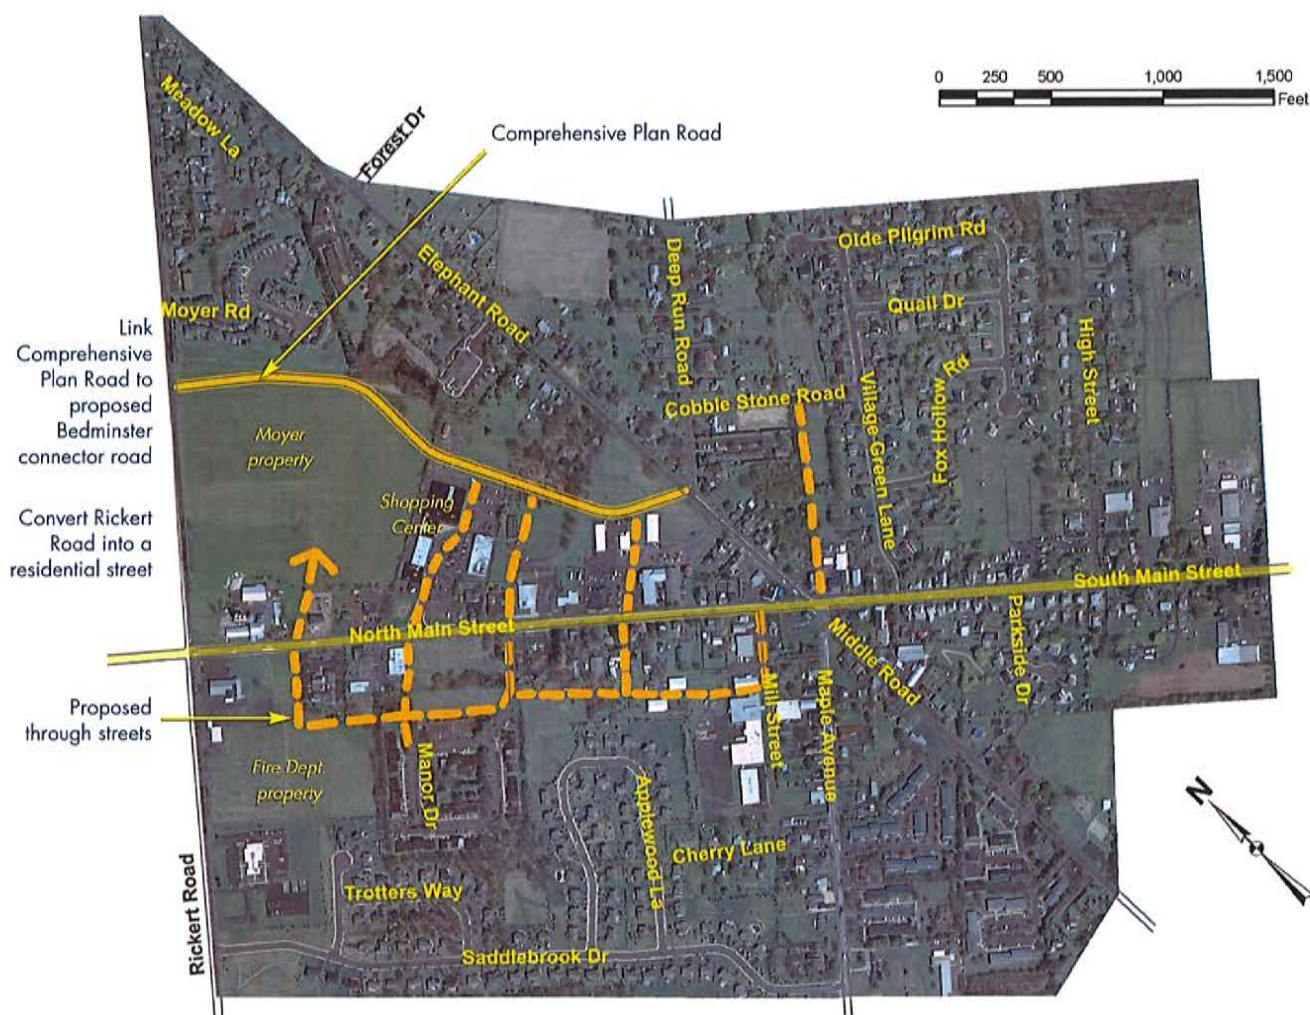 0 250 500 1,000 1,500
Feet
Meadow La
Forest Dr
Comprehensive Plan Road
Elephant Road
Deep Run Road
Olde Pilgrim Rd
Quail Dr
Moyer Rd
High Street
Link
Comprehensive
Plan Road to
proposed
Bedminster
connector road
Fox Hollow Rd
Village Green Lane
Cobble Stone Road
Moyer
property
Shopping
Center
Convert Rickert
Road into a
residential street
South Main Street
North Main Street
Parkside Dr
Middle Road
Proposed
through streets
Mill Street
Maple Avenue
Manor Dr
Fire Dept.
property
Applewood La
Cherry Lane
N
Trotters Way
Rickert Road
Saddlebrook Dr